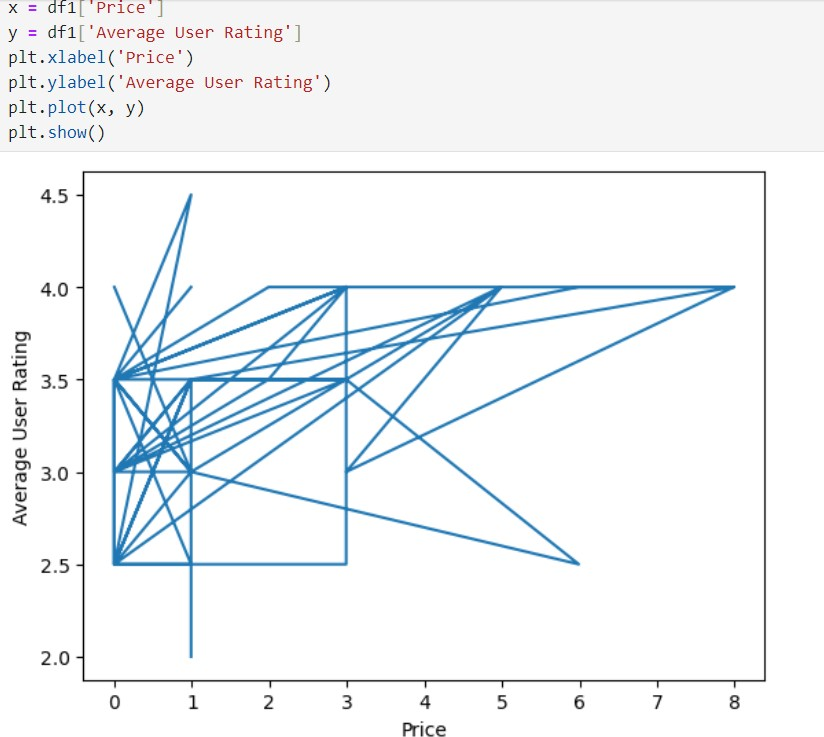 x = df1['Price']
y = df1['Average User Rating']
plt.xlabel('Price')
plt.ylabel('Average User Rating')
plt.plot(x, y)
plt.show()
4.5
4.0
3.5
3.0
2.5
2.0
Average User Rating
0 1 2 3 4 5 6 7 8
Price